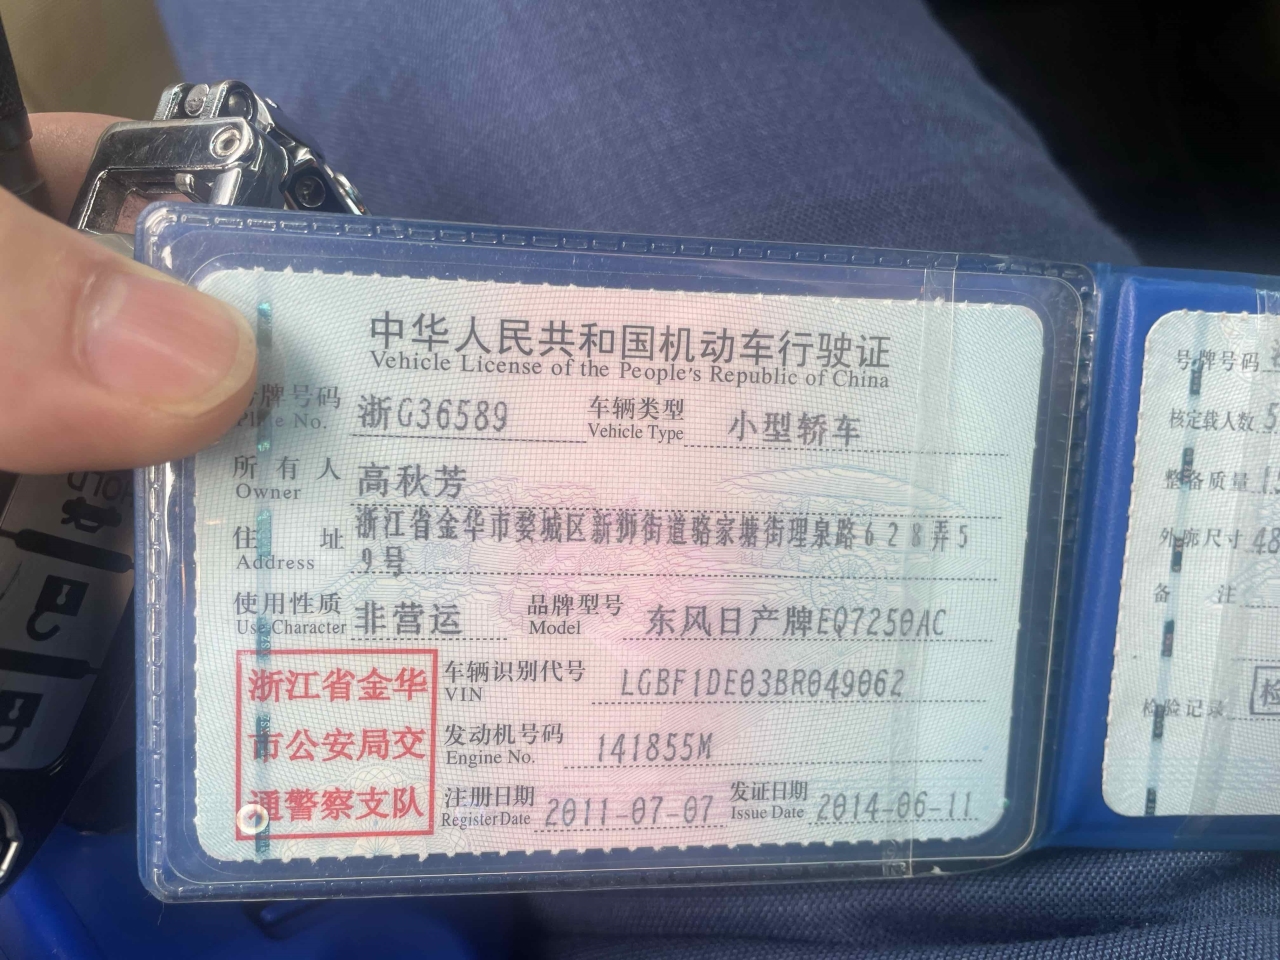 中华人民共和国机动车行驶证
Vehicle License of the People's Republic of China
牌号码 浙G36589 车辆类型 小型轿车
Plate No. Vehicle Type
所有人 高秋芳
Owner
住址 浙江省金华市婺城区新狮街道骆家塘街理泉路628弄5
Address 9号
使用性质 非营运 品牌型号 东风日产牌EQ7250AC
Use Character Model
浙江省金华
市公安局交
通警察支队
车辆识别代号 LGBF1DE03BR049062
VIN
发动机号码 141855M
Engine No.
注册日期 2011-07-07 发证日期 2014-06-11
Register Date Issue Date
号牌号码
核定载人数 5
整备质量
外廓尺寸 48
备注
检验记录 检